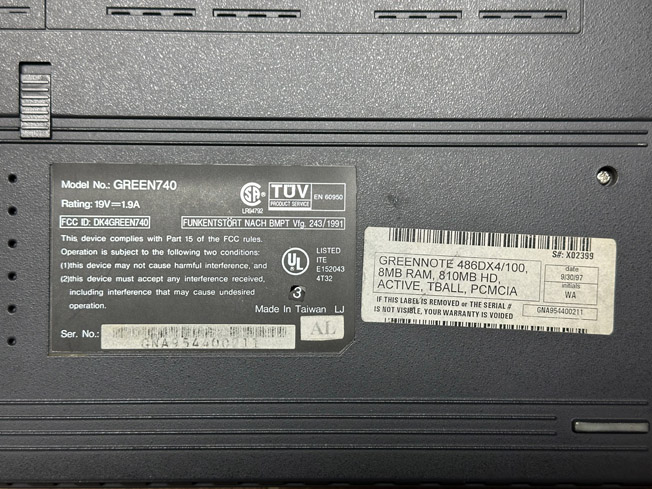 Model No.: GREEN740
Rating: 19V⎓1.9A
FCC ID: DK4GREEN740
SA
LR94792
TÜV
PRODUCT SERVICE
EN 60950
FUNKENTSTÖRT NACH BMPT Vfg. 243/1991
This device complies with Part 15 of the FCC rules.
Operation is subject to the following two conditions:
(1)this device may not cause harmful interference, and
(2)this device must accept any interference received,
including interference that may cause undesired
operation.
UL
LISTED
ITE
E152043
4T32
3
Made In Taiwan LJ
Ser. No.:
GNA954400211
AL
S#: X02399
GREENNOTE 486DX4/100,
8MB RAM, 810MB HD,
ACTIVE, TBALL, PCMCIA
date
9/30/97
initials
WA
IF THIS LABEL IS REMOVED or THE SERIAL #
IS NOT VISIBLE, YOUR WARRANTY IS VOIDED
GNA954400211